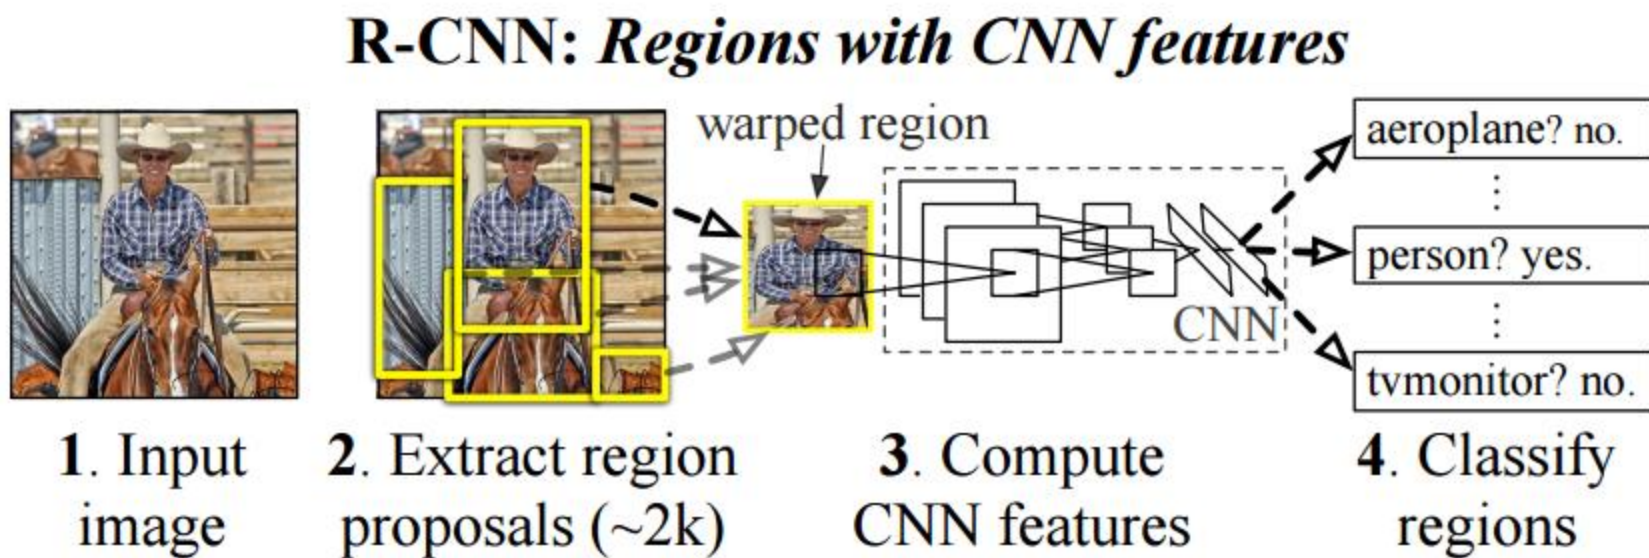 R-CNN: Regions with CNN features
warped region
aeroplane? no.
person? yes.
tvmonitor? no.
CNN
1. Input
image
2. Extract region
proposals (~2k)
3. Compute
CNN features
4. Classify
regions